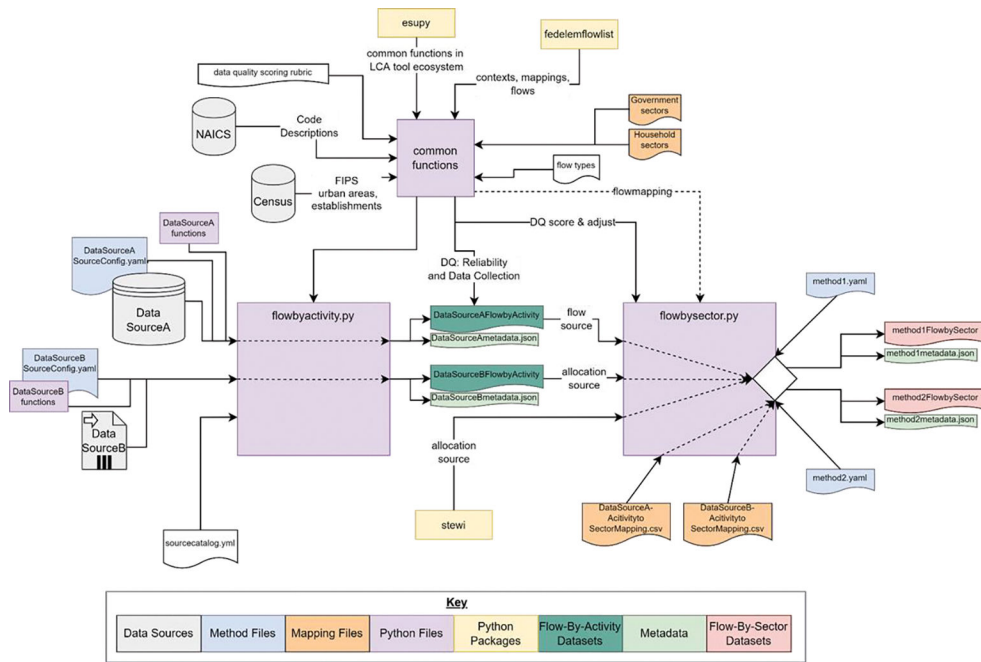 esupy
fedelemflowlist
common functions in
LCA tool ecosystem
data quality scoring rubric
contexts, mappings,
flows
NAICS
Code
Descriptions
Government
sectors
Household
sectors
common
functions
flow types
Census
FIPS
urban areas,
establishments
flowmapping
DQ score & adjust
DataSourceA
functions
DataSourceA
SourceConfig.yaml
DQ: Reliability
and Data Collection
method1.yaml
Data
SourceA
flowbyactivity.py
DataSourceAFlowbyActivity
DataSourceAmetadata.json
flow
source
flowbysector.py
method1FlowbySector
method1metadata.json
DataSourceB
SourceConfig.yaml
DataSourceB
functions
DataSourceBFlowbyActivity
DataSourceBmetadata.json
allocation
source
method2FlowbySector
method2metadata.json
Data
SourceB
allocation
source
method2.yaml
DataSourceA-
Acitivityto
SectorMapping.csv
DataSourceB-
Acitivityto
SectorMapping.csv
stewi
sourcecatalog.yml
Key
Data Sources
Method Files
Mapping Files
Python Files
Python
Packages
Flow-By-Activity
Datasets
Metadata
Flow-By-Sector
Datasets